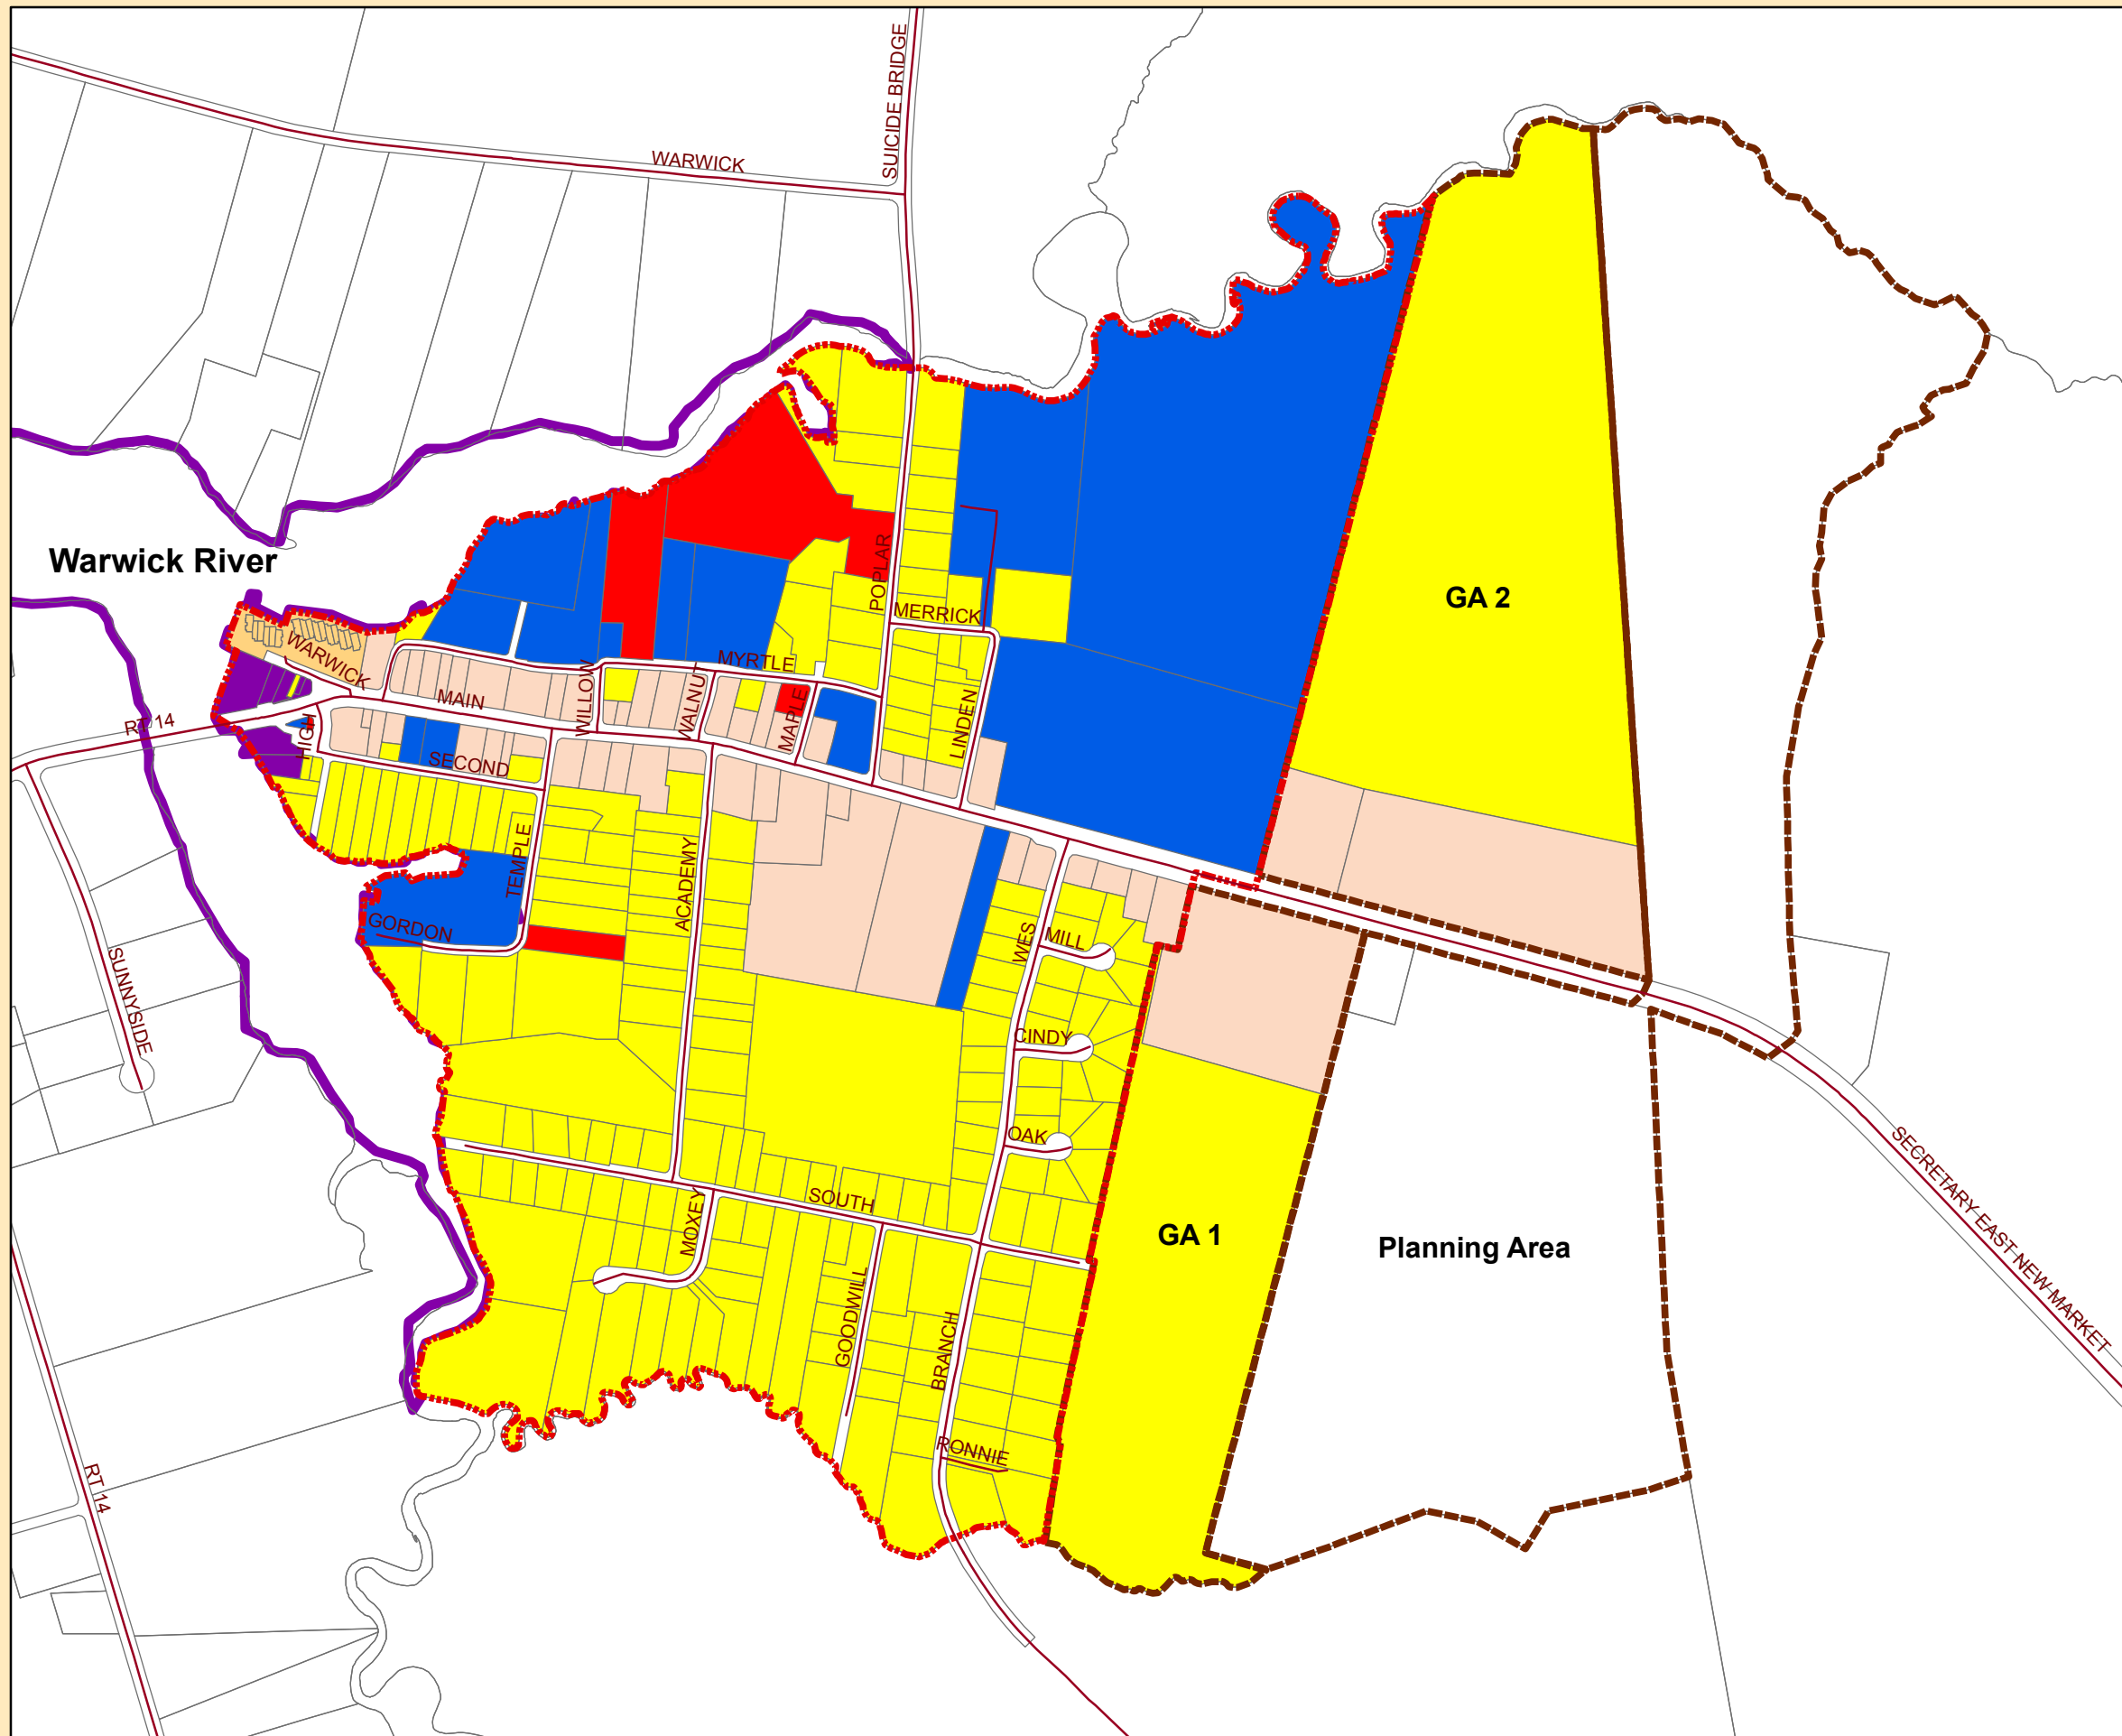 SUICIDE BRIDGE
WARWICK
Warwick River
GA 2
POPLAR
MERRICK
WARWICK
MYRTLE
MAIN
WILLOW
WALNUT
MAPLE
LINDEN
RT 14
HIGH
SECOND
TEMPLE
ACADEMY
GORDON
WES
MILL
SUNNYSIDE
CINDY
OAK
SECRETARY EAST NEW MARKET
SOUTH
MOXEY
GA 1
Planning Area
GOODWILL
BRANCH
RONNIE
RT 14